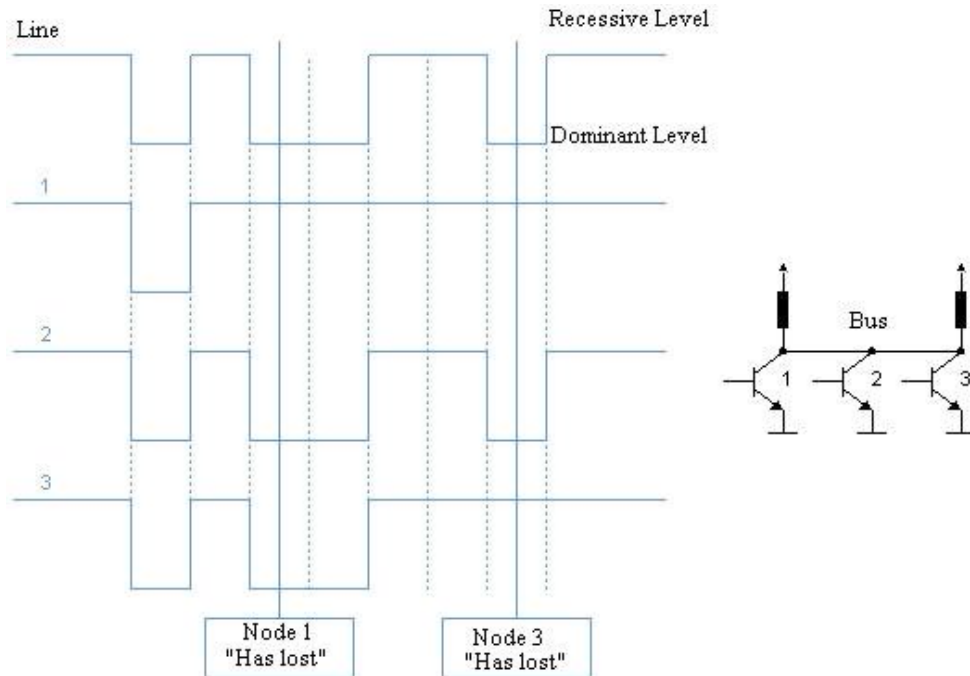 Line
Recessive Level
Dominant Level
1
2
3
Bus
1
2
3
Node 1
"Has lost"
Node 3
"Has lost"